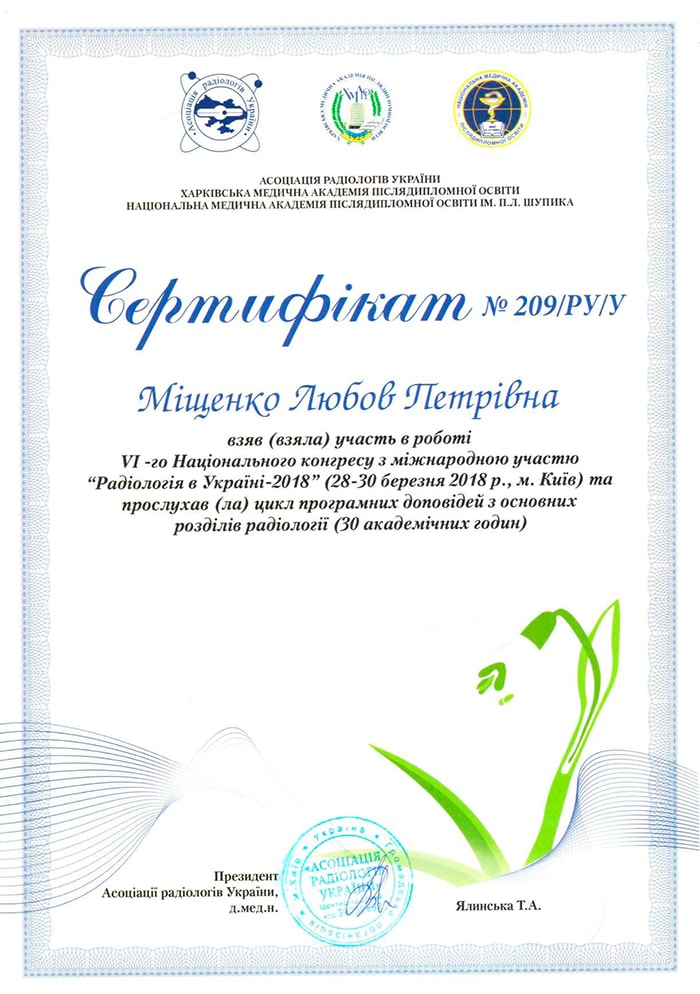 Асоціація радіологів України
ХМАПО
ХАРКІВСЬКА МЕДИЧНА АКАДЕМІЯ ПІСЛЯДИПЛОМНОЇ ОСВІТИ
НАЦІОНАЛЬНА МЕДИЧНА АКАДЕМІЯ
ПІСЛЯДИПЛОМНОЇ ОСВІТИ
АСОЦІАЦІЯ РАДІОЛОГІВ УКРАЇНИ
ХАРКІВСЬКА МЕДИЧНА АКАДЕМІЯ ПІСЛЯДИПЛОМНОЇ ОСВІТИ
НАЦІОНАЛЬНА МЕДИЧНА АКАДЕМІЯ ПІСЛЯДИПЛОМНОЇ ОСВІТИ ІМ. П.Л. ШУПИКА
Сертифікат № 209/РУ/У
Міщенко Любов Петрівна
взяв (взяла) участь в роботі
VI -го Національного конгресу з міжнародною участю
“Радіологія в Україні-2018” (28-30 березня 2018 р., м. Київ) та
прослухав (ла) цикл програмних доповідей з основних
розділів радіології (30 академічних годин)
Президент
Асоціації радіологів України,
д.мед.н.
м.Київ * Україна * Громадська організація
АСОЦІАЦІЯ
РАДІОЛОГІВ
УКРАЇНИ
Ялинська Т.А.